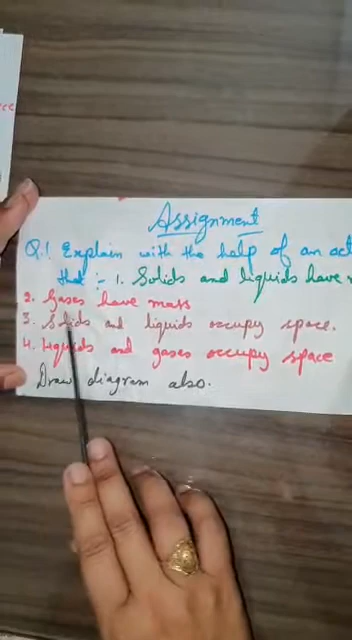 Assignment
Q.1. Explain with the help of an act
that :- 1. Solids and liquids have
2. Gases have mass
3. Solids and liquids occupy space.
4. Liquids and gases occupy space
Draw diagram also.